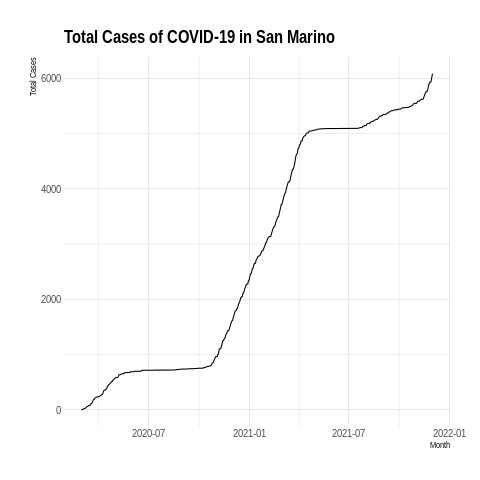 Total Cases of COVID-19 in San Marino
Total Cases
6000
4000
2000
0
2020-07 2021-01 2021-07 2022-01
Month